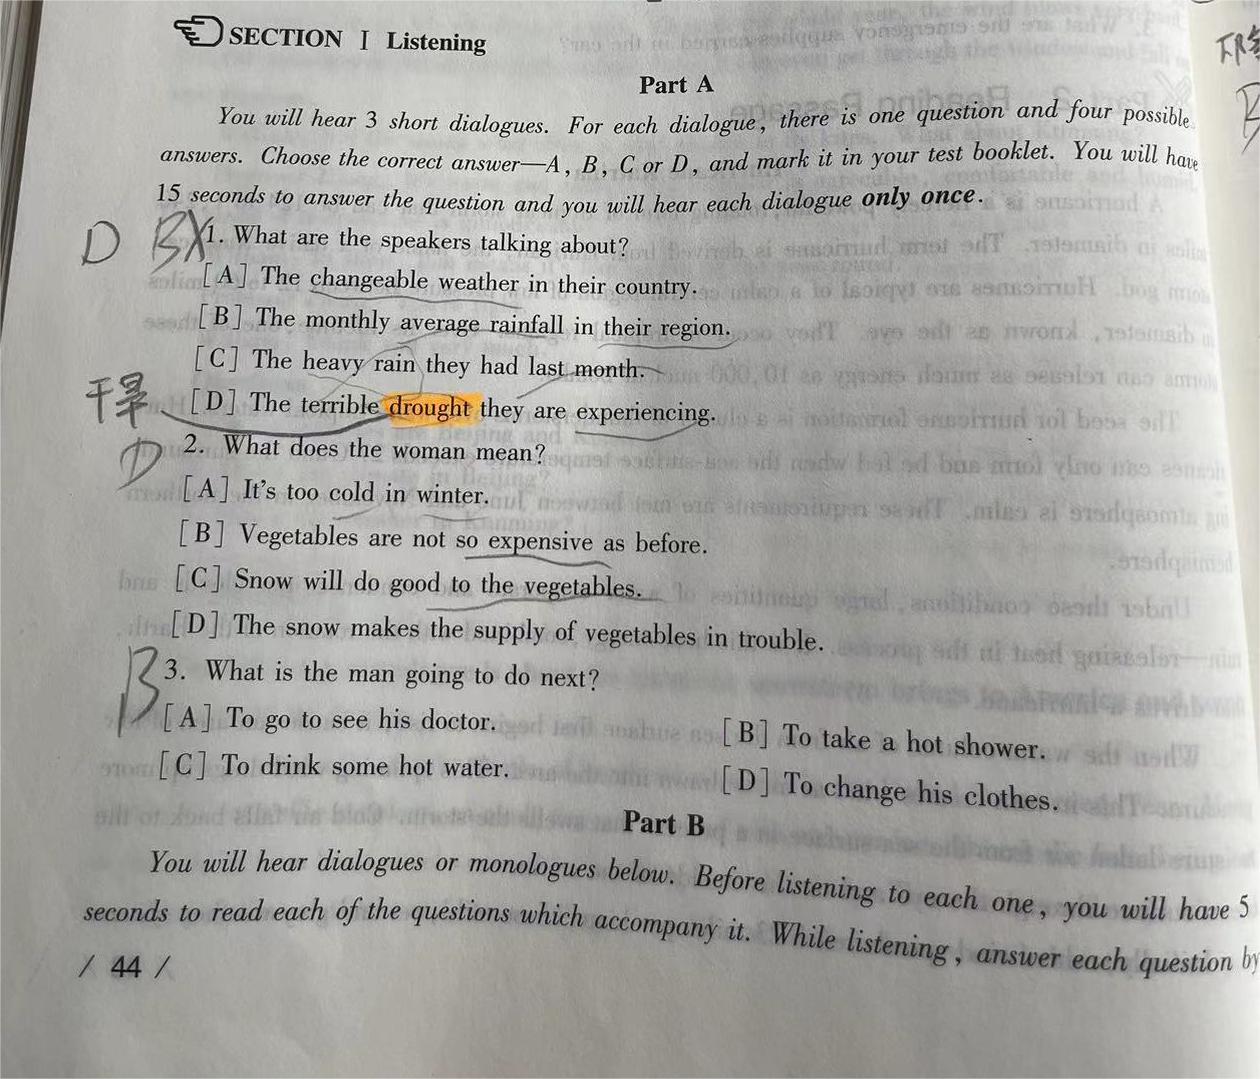 SECTION I Listening
Part A
You will hear 3 short dialogues. For each dialogue, there is one question and four possible
answers. Choose the correct answer—A, B, C or D, and mark it in your test booklet. You will have
15 seconds to answer the question and you will hear each dialogue only once.
D B 1. What are the speakers talking about?
[A] The changeable weather in their country.
[B] The monthly average rainfall in their region.
[C] The heavy rain they had last month.
干旱 [D] The terrible drought they are experiencing.
D 2. What does the woman mean?
[A] It's too cold in winter.
[B] Vegetables are not so expensive as before.
[C] Snow will do good to the vegetables.
[D] The snow makes the supply of vegetables in trouble.
B 3. What is the man going to do next?
[A] To go to see his doctor. [B] To take a hot shower.
[C] To drink some hot water. [D] To change his clothes.
Part B
You will hear dialogues or monologues below. Before listening to each one, you will have 5
seconds to read each of the questions which accompany it. While listening, answer each question by
/ 44 /